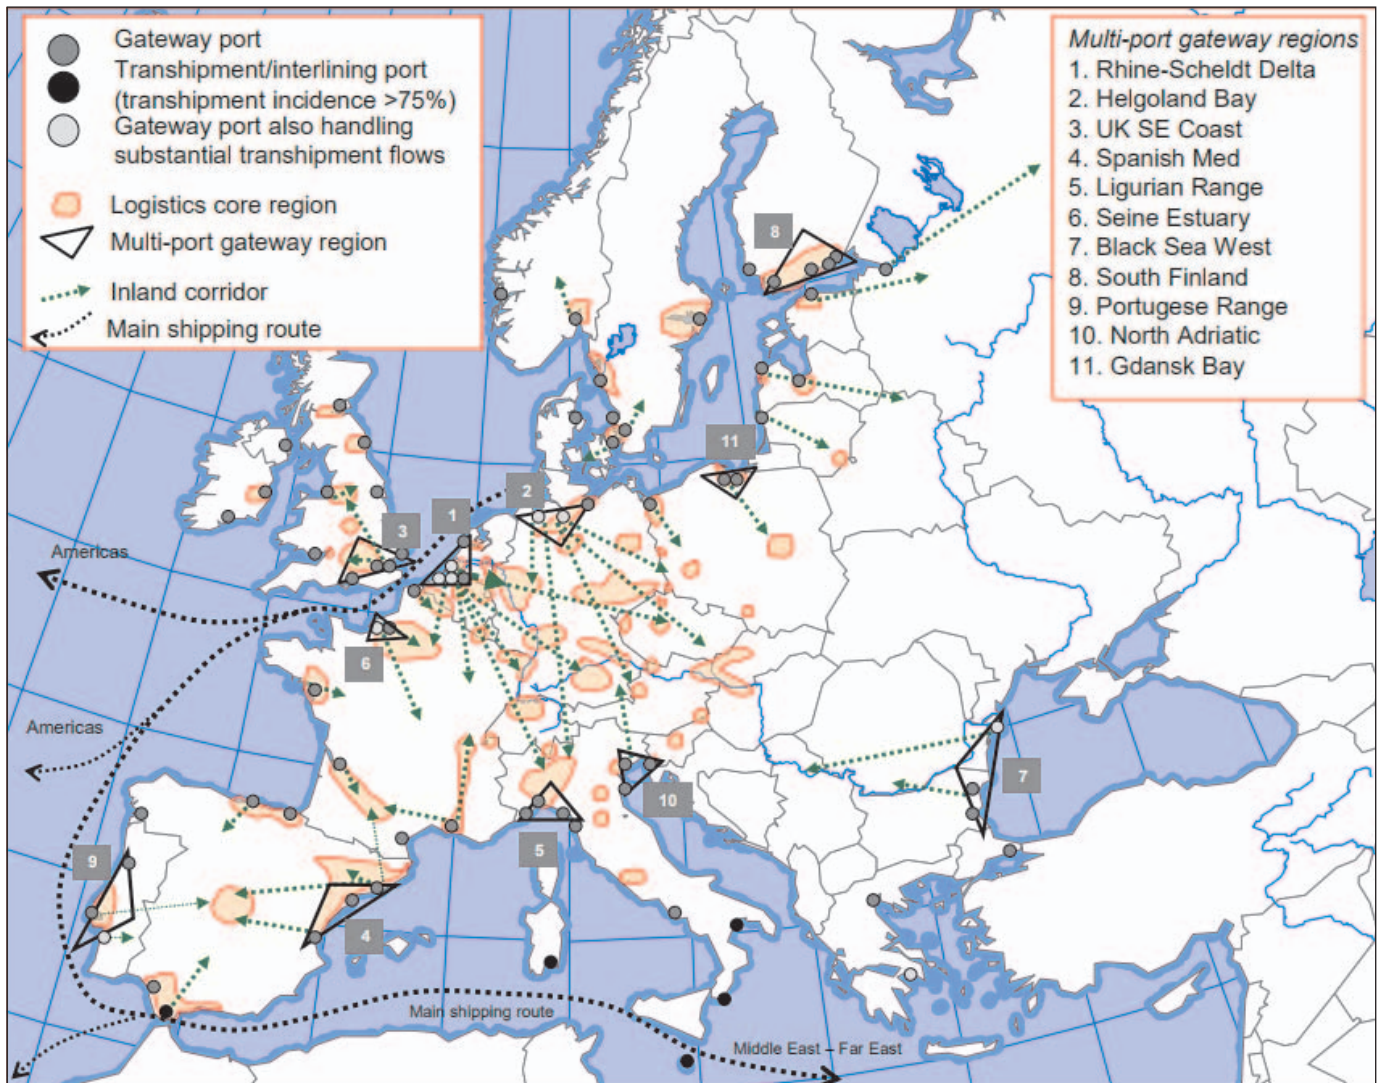 Gateway port
Transhipment/interlining port
(transhipment incidence >75%)
Gateway port also handling
substantial transhipment flows
Logistics core region
Multi-port gateway region
Inland corridor
Main shipping route
Multi-port gateway regions
1. Rhine-Scheldt Delta
2. Helgoland Bay
3. UK SE Coast
4. Spanish Med
5. Ligurian Range
6. Seine Estuary
7. Black Sea West
8. South Finland
9. Portugese Range
10. North Adriatic
11. Gdansk Bay
8
11
2
1
3
Americas
6
Americas
7
10
5
9
4
Main shipping route
Middle East – Far East